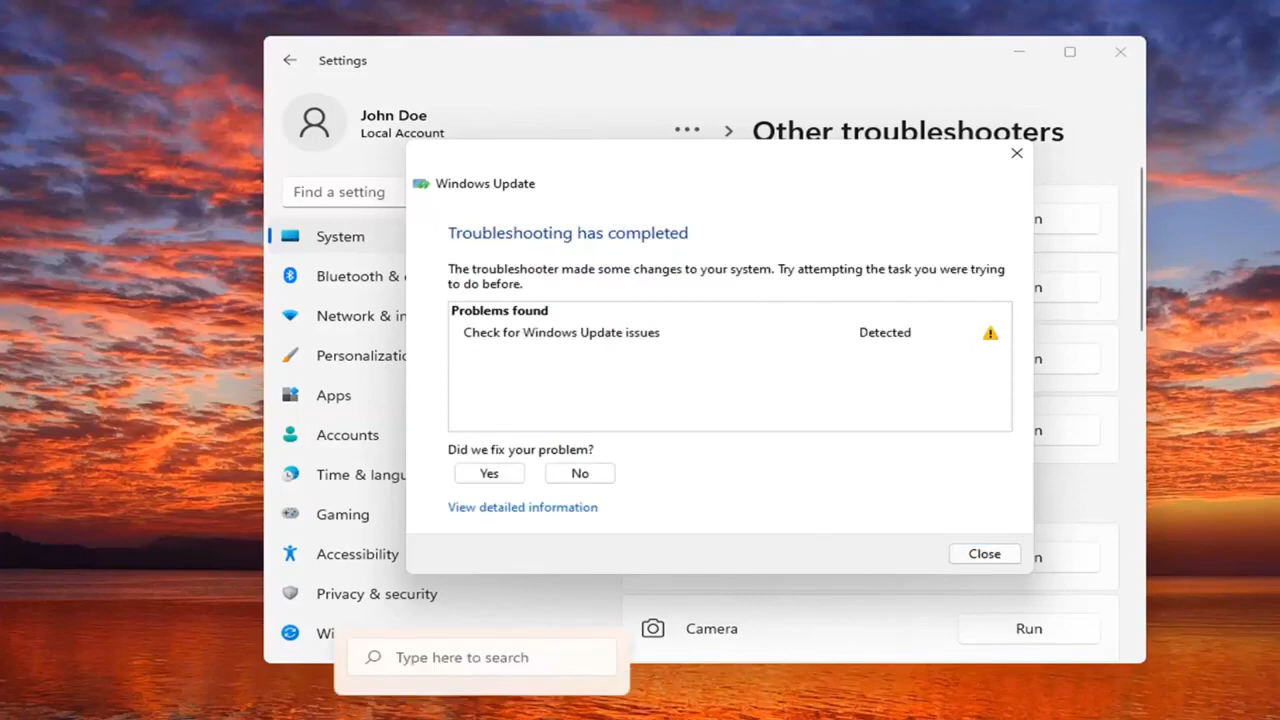 Settings
John Doe
Local Account
••• > Other troubleshooters
Find a setting
System
Bluetooth &
Network & in
Personalizatio
Apps
Accounts
Time & langu
Gaming
Accessibility
Privacy & security
Wi
Windows Update
Troubleshooting has completed
The troubleshooter made some changes to your system. Try attempting the task you were trying
to do before.
Problems found
Check for Windows Update issues Detected
Did we fix your problem?
Yes No
View detailed information
Close
n
n
n
n
n
Camera Run
Type here to search